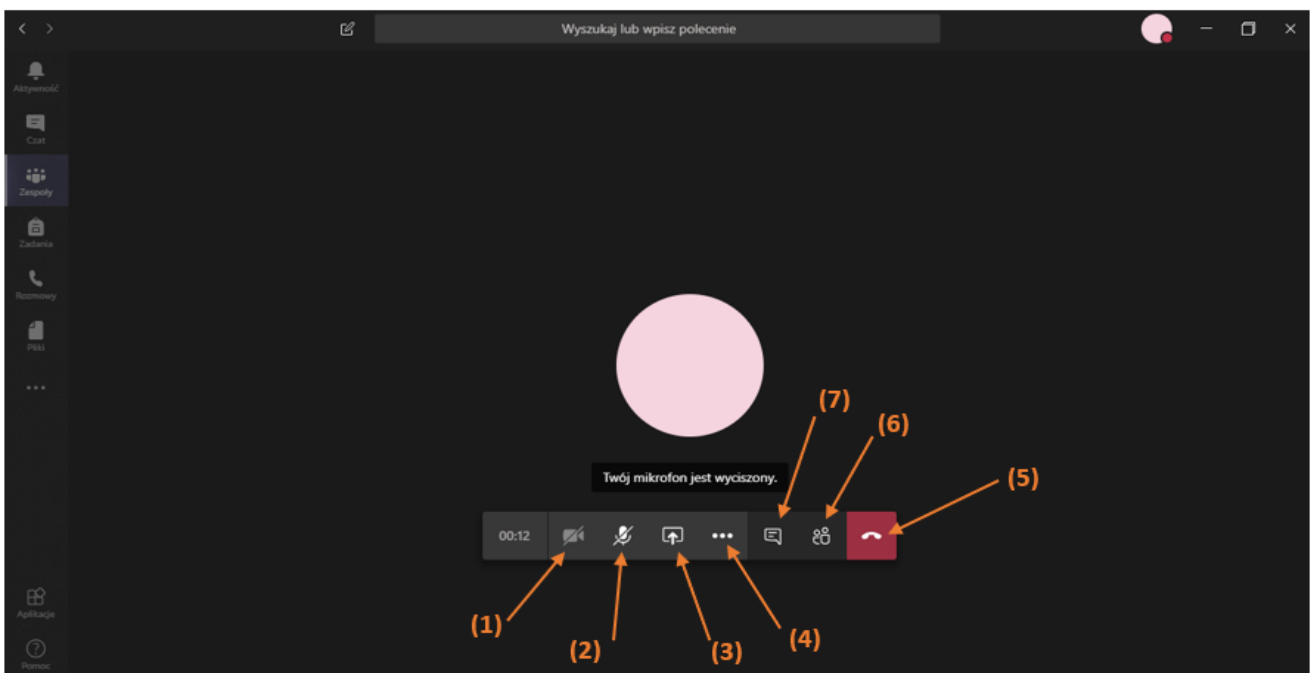 Wyszukaj lub wpisz polecenie
Aktywność
Czat
Zespoły
Zadania
Rozmowy
Pliki
(7)
(6)
Twój mikrofon jest wyciszony.
(5)
00:12
(1)
(2)
(3)
(4)
Aplikacje
Pomoc